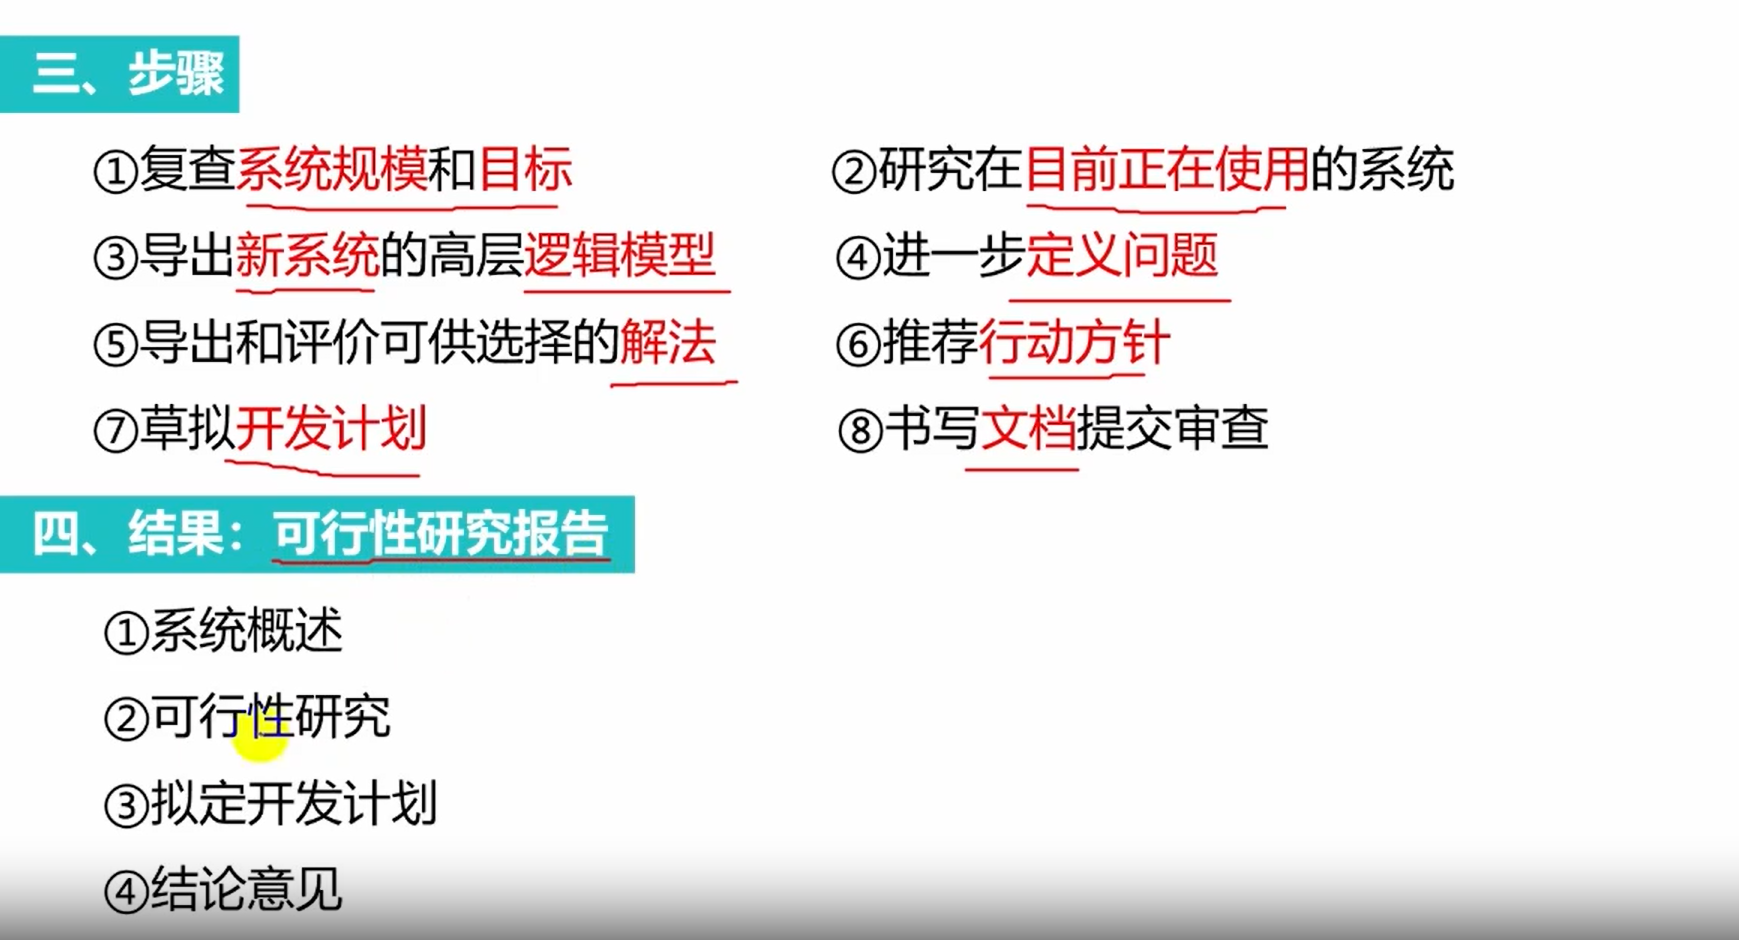 三、步骤
①复查系统规模和目标
②研究在目前正在使用的系统
③导出新系统的高层逻辑模型
④进一步定义问题
⑤导出和评价可供选择的解法
⑥推荐行动方针
⑦草拟开发计划
⑧书写文档提交审查
四、结果：可行性研究报告
①系统概述
②可行性研究
③拟定开发计划
④结论意见